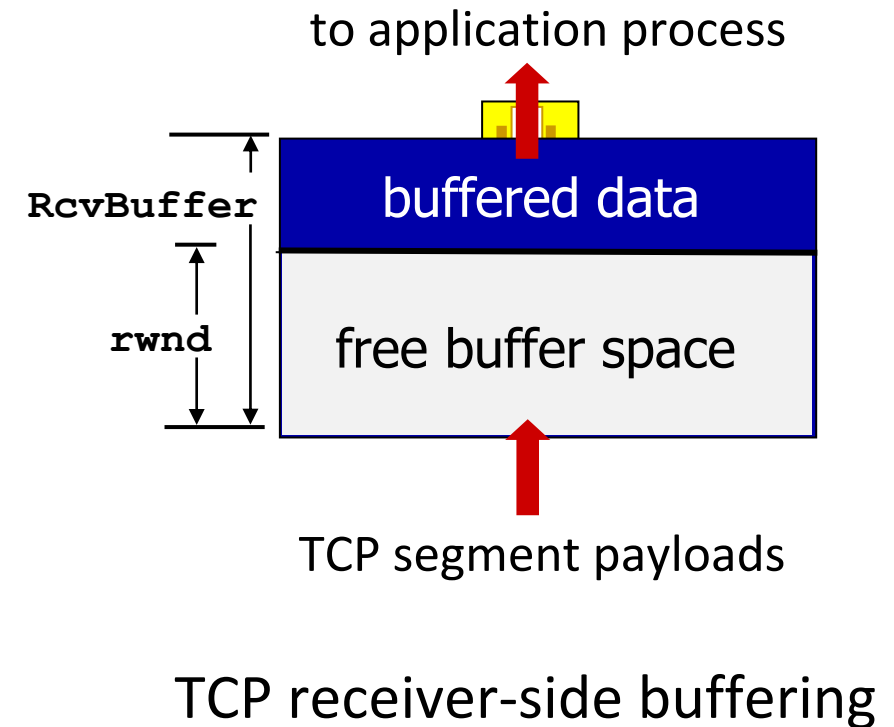 to application process
buffered data
RcvBuffer
rwnd
free buffer space
TCP segment payloads
TCP receiver-side buffering